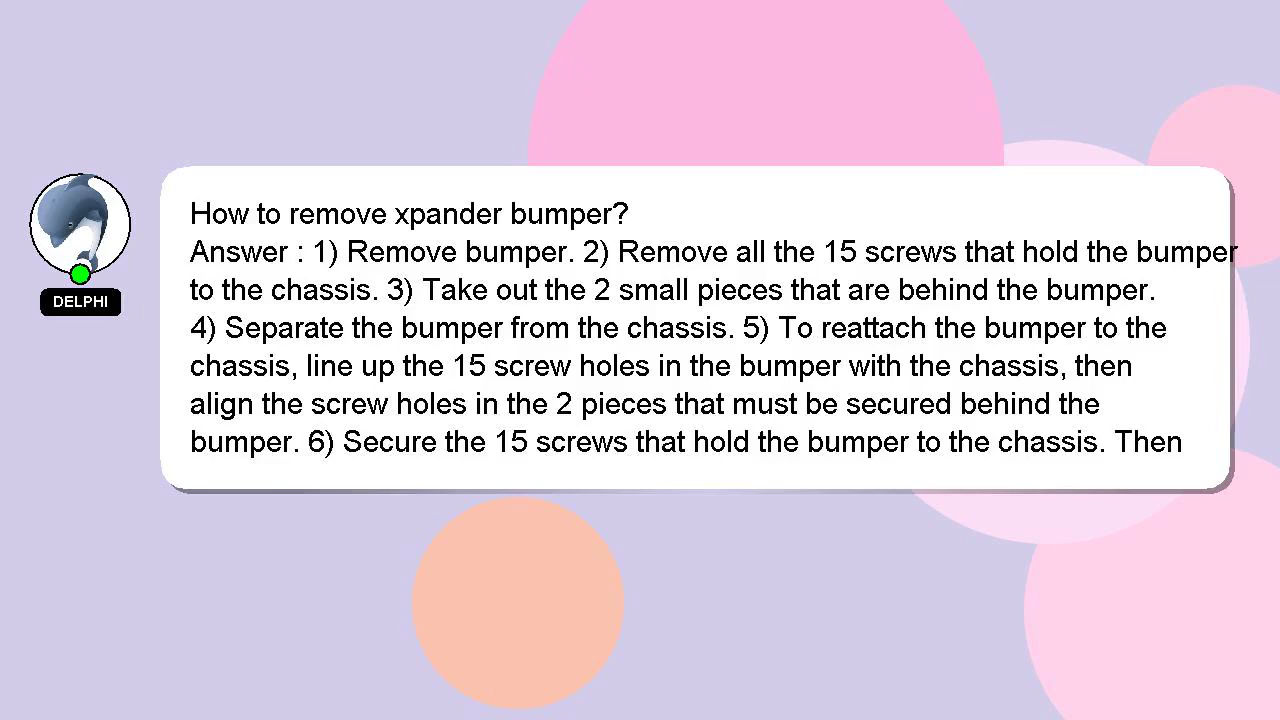 How to remove xpander bumper?
Answer : 1) Remove bumper. 2) Remove all the 15 screws that hold the bumper
to the chassis. 3) Take out the 2 small pieces that are behind the bumper.
4) Separate the bumper from the chassis. 5) To reattach the bumper to the
chassis, line up the 15 screw holes in the bumper with the chassis, then
align the screw holes in the 2 pieces that must be secured behind the
bumper. 6) Secure the 15 screws that hold the bumper to the chassis. Then
DELPHI